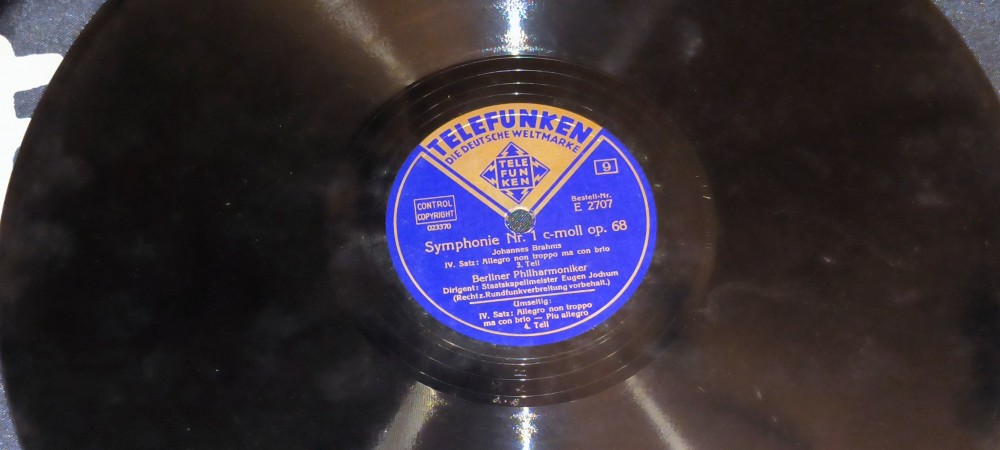 TELEFUNKEN
DIE DEUTSCHE WELTMARKE
TELE
FUN
KEN
9
CONTROL
COPYRIGHT
023370
Bestell-Nr.
E 2707
Symphonie Nr. 1 c-moll op. 68
Johannes Brahms
IV. Satz: Allegro non troppo ma con brio
3. Teil
Berliner Philharmoniker
Dirigent: Staatskapellmeister Eugen Jochum
(Recht z. Rundfunkverbreitung vorbehalt.)
Umseitig:
IV. Satz: Allegro non troppo
ma con brio — Piu allegro
4. Teil